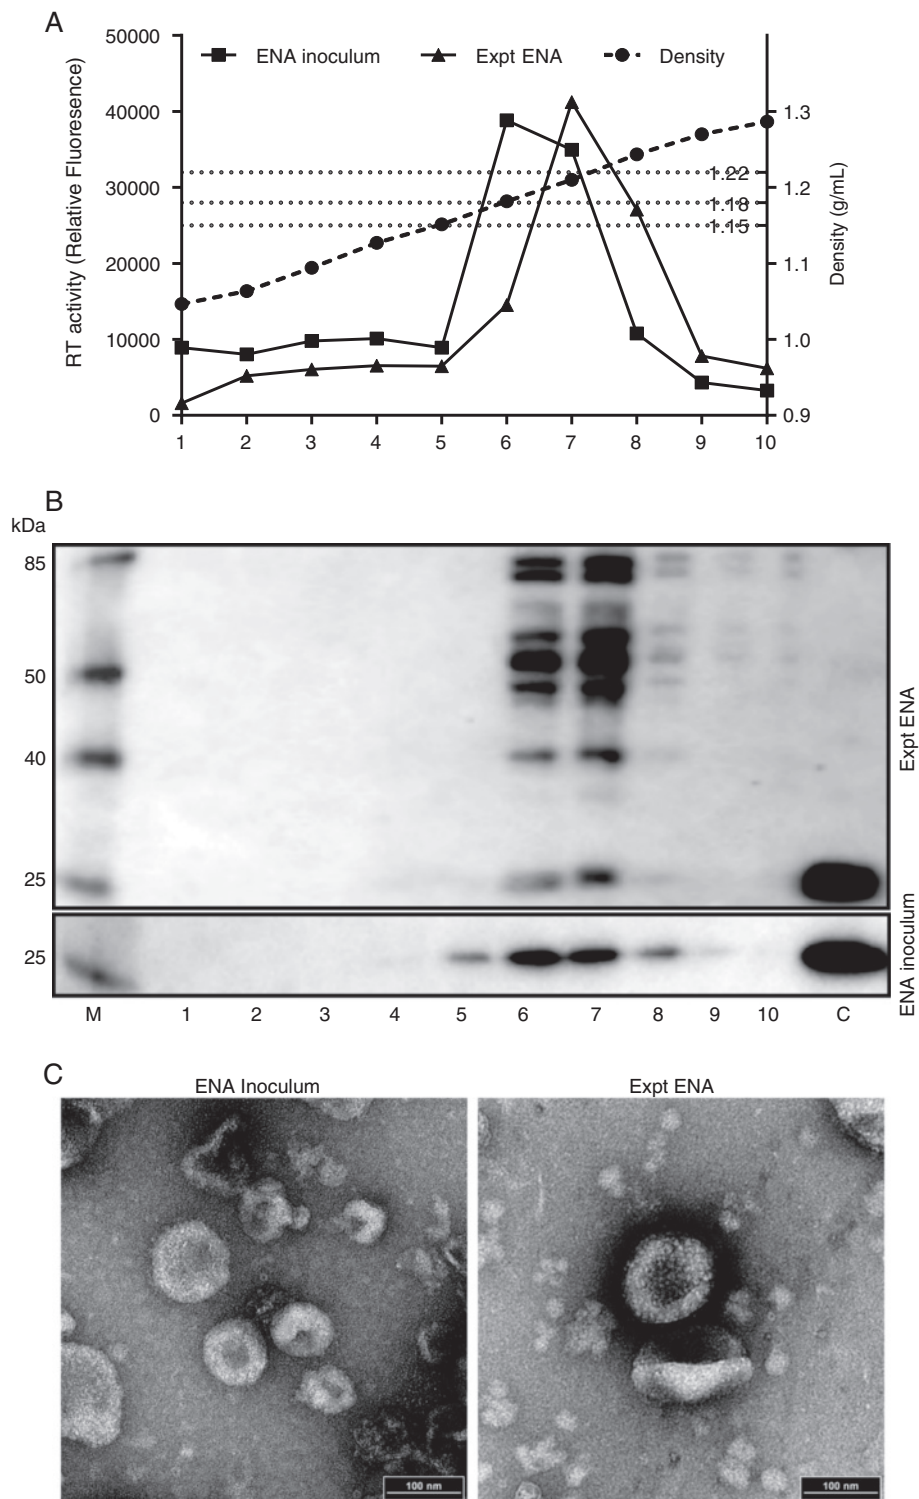 A
50000
ENA inoculum
Expt ENA
Density
40000
1.3
1.22
30000
1.2
1.18
1.15
20000
1.1
10000
1.0
0
0.9
1 2 3 4 5 6 7 8 9 10
RT activity (Relative Fluoresence)
Density (g/mL)
B
kDa
85
50
40
25
Expt ENA
25
ENA inoculum
M 1 2 3 4 5 6 7 8 9 10 C
C
ENA Inoculum
Expt ENA
100 nm
100 nm